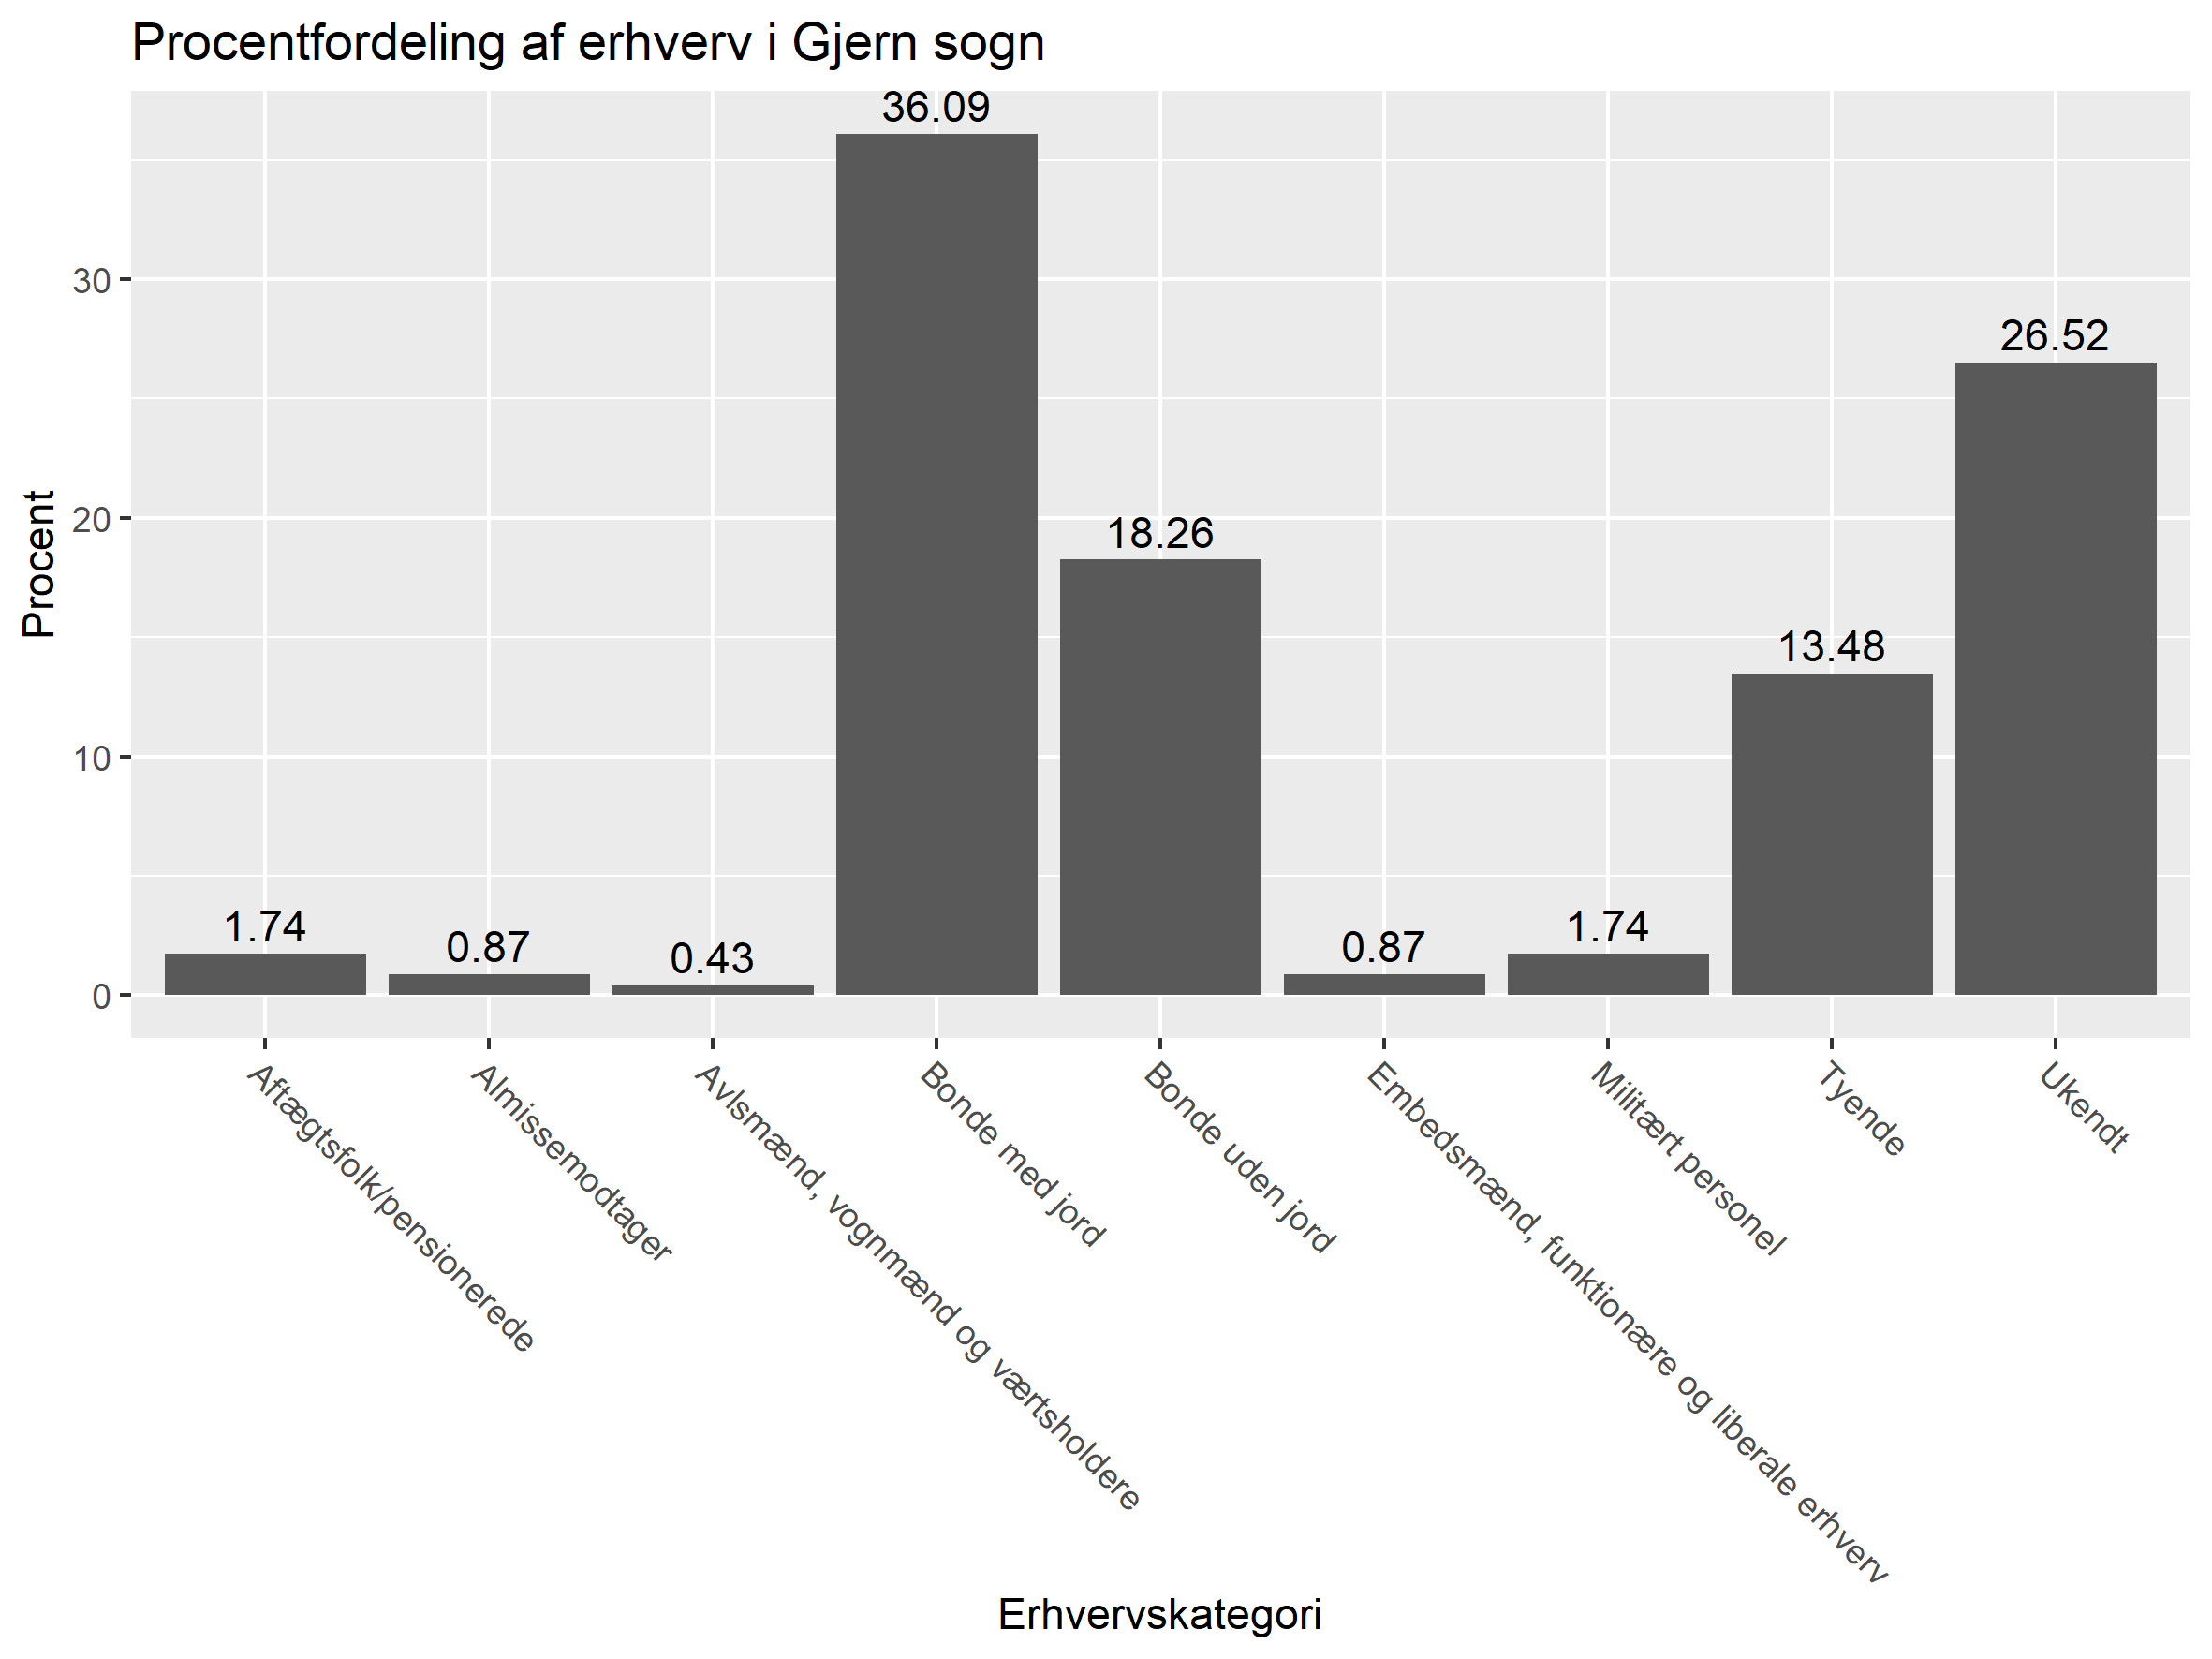 Procentfordeling af erhverv i Gjern sogn
36.09
26.52
18.26
13.48
1.74
0.87
0.43
0.87
1.74
30
20
10
0
Procent
Aftægtsfolk/pensionerede
Almissemodtager
Avlsmænd, vognmænd og værtsholdere
Bonde med jord
Bonde uden jord
Embedsmænd, funktionære og liberale erhverv
Militært personel
Tyende
Ukendt
Erhvervskategori